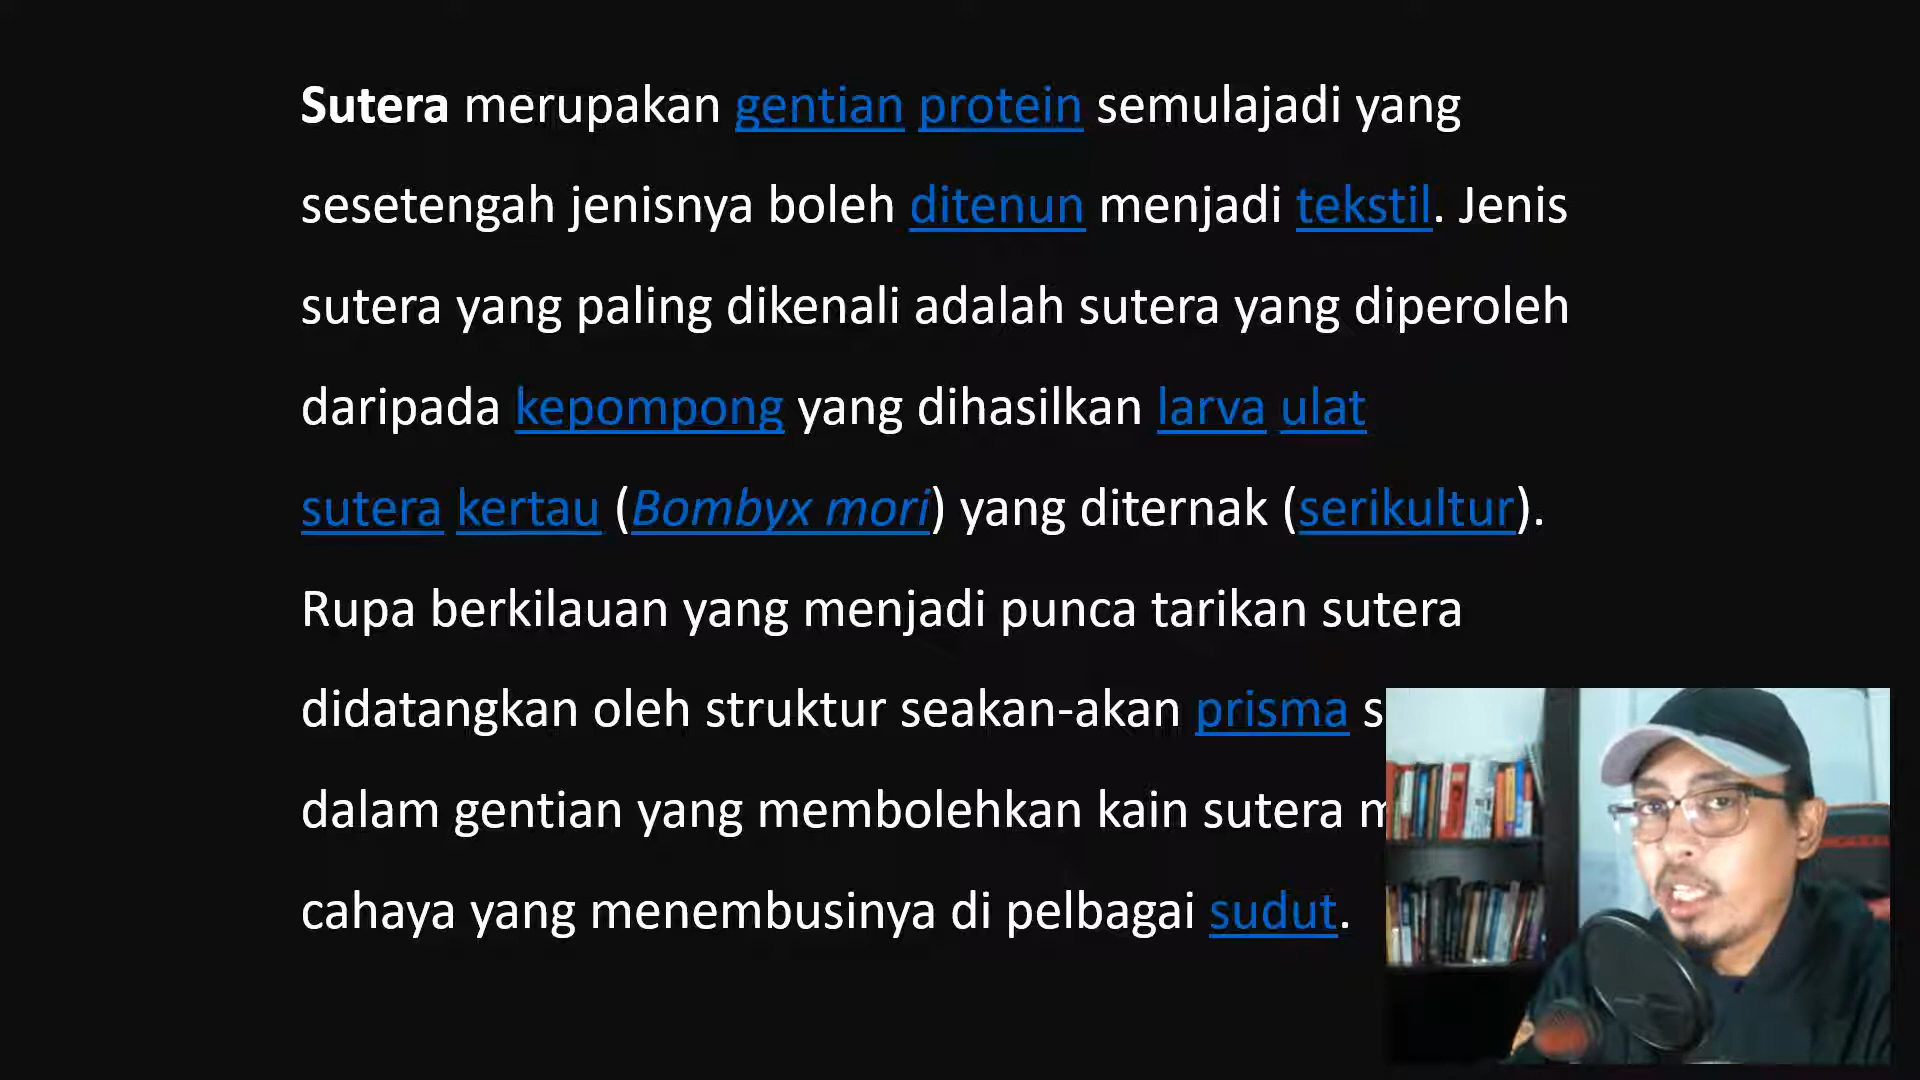 Sutera merupakan gentian protein semulajadi yang
sesetengah jenisnya boleh ditenun menjadi tekstil. Jenis
sutera yang paling dikenali adalah sutera yang diperoleh
daripada kepompong yang dihasilkan larva ulat
sutera kertau (Bombyx mori) yang diternak (serikultur).
Rupa berkilauan yang menjadi punca tarikan sutera
didatangkan oleh struktur seakan-akan prisma
dalam gentian yang membolehkan kain sutera
cahaya yang menembusinya di pelbagai sudut.